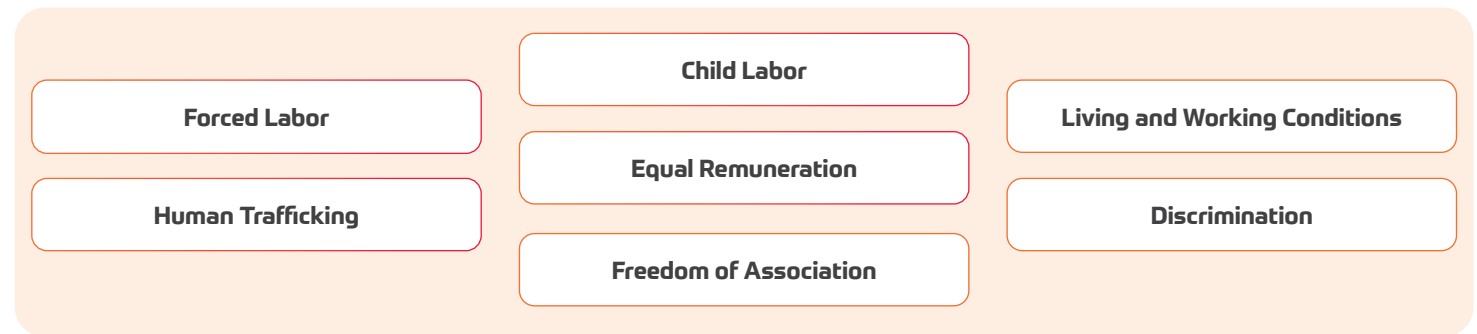 Forced Labor
Human Trafficking
Child Labor
Equal Remuneration
Freedom of Association
Living and Working Conditions
Discrimination